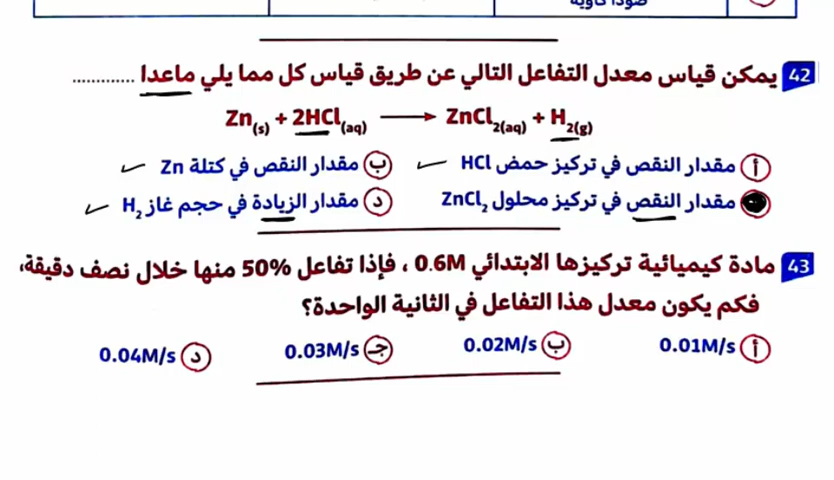 صودا كاوية
42 يمكن قياس معدل التفاعل التالي عن طريق قياس كل مما يلي ماعدا .............
Zn(s) + 2HCl(aq) ⟶ ZnCl2(aq) + H2(g)
أ مقدار النقص في تركيز حمض HCl ب مقدار النقص في كتلة Zn
مقدار النقص في تركيز محلول ZnCl2 د مقدار الزيادة في حجم غاز H2
43 مادة كيميائية تركيزها الابتدائي 0.6M ، فإذا تفاعل 50% منها خلال نصف دقيقة،
فكم يكون معدل هذا التفاعل في الثانية الواحدة؟
أ 0.01M/s ب 0.02M/s جـ 0.03M/s د 0.04M/s